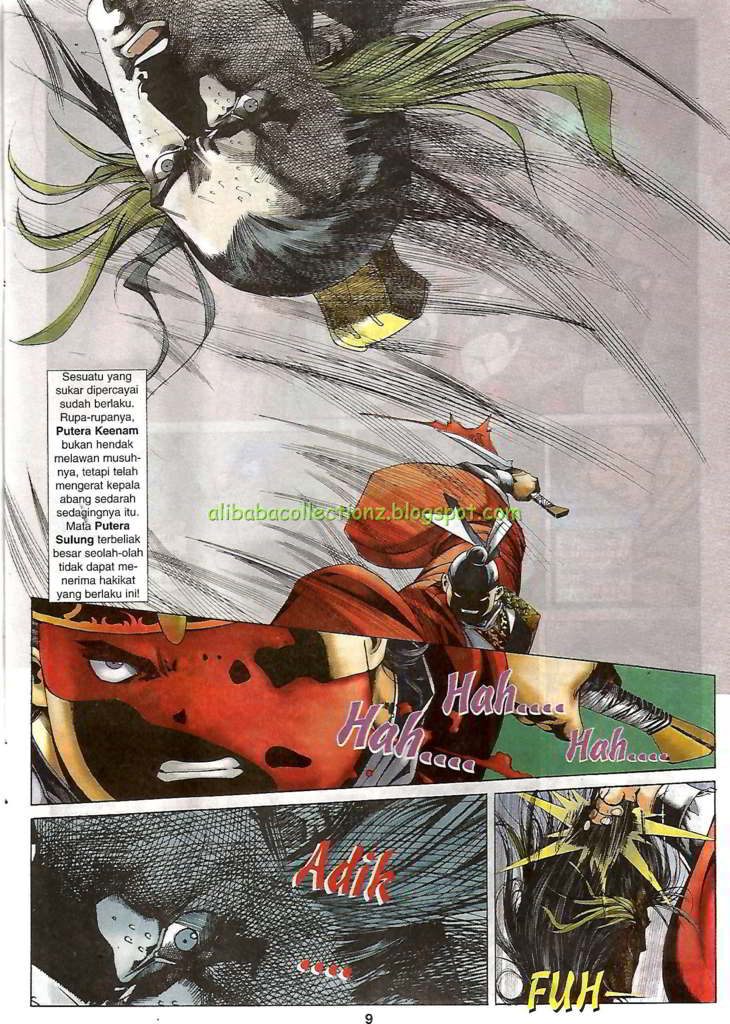 Sesuatu yang
sukar dipercayai
sudah berlaku.
Rupa-rupanya,
Putera Keenam
bukan hendak
melawan musuh-
nya, tetapi telah
mengerat kepala
abang sedarah
sedagingnya itu.
Mata Putera
Sulung terbeliak
besar seolah-olah
tidak dapat me-
nerima hakikat
yang berlaku ini!
alibabacollectionz.blogspot.com
Hah....
Hah....
Hah....
Adik
....
FUH—
9